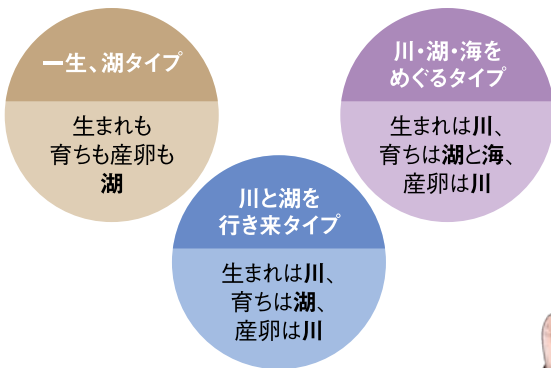 一生、湖タイプ
生まれも
育ちも産卵も
湖
川・湖・海を
めぐるタイプ
生まれは川、
育ちは湖と海、
産卵は川
川と湖を
行き来タイプ
生まれは川、
育ちは湖、
産卵は川